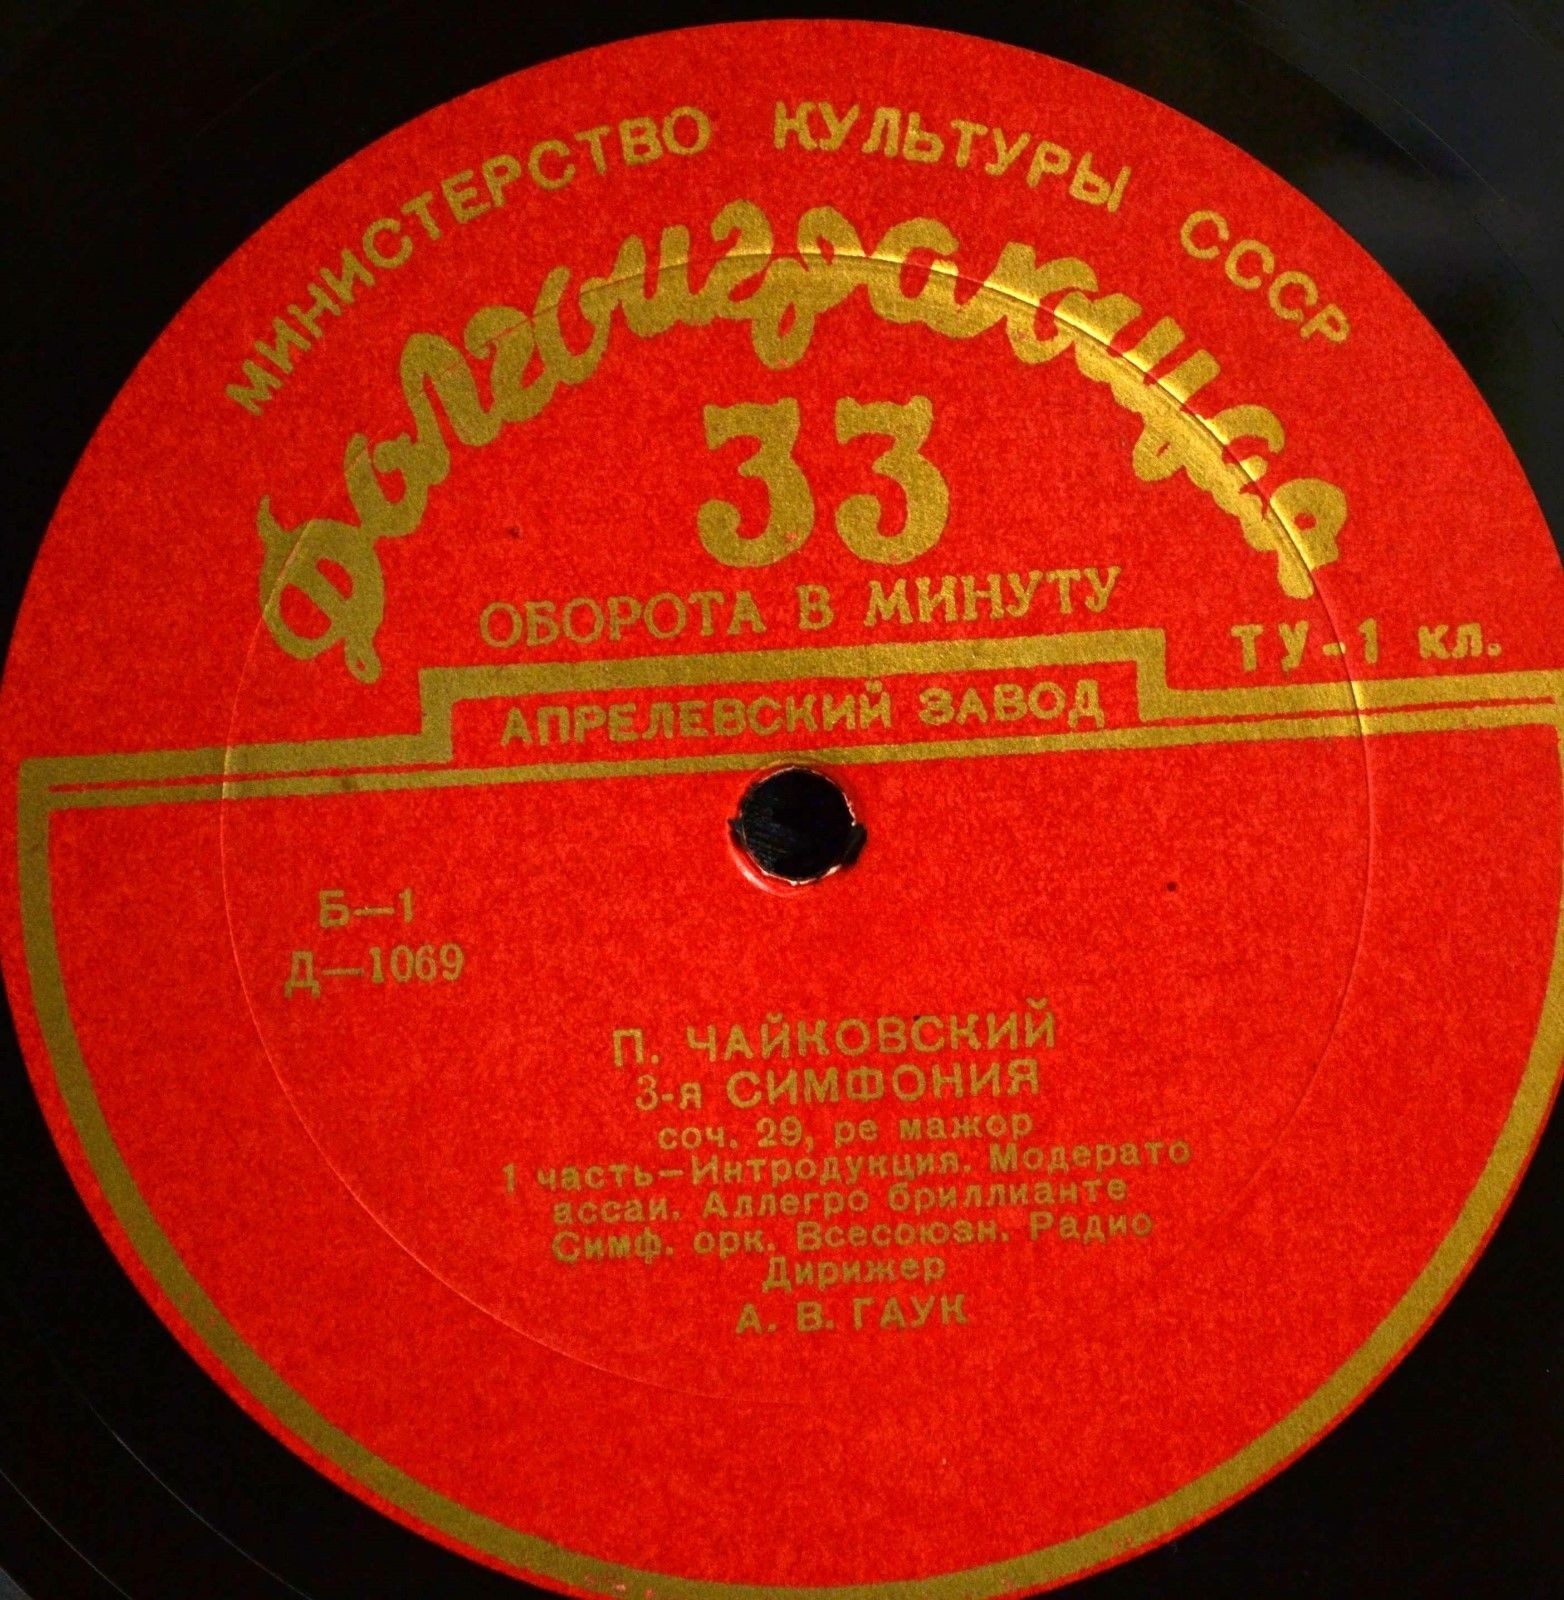 МИНИСТЕРСТВО КУЛЬТУРЫ СССР
Долгоиграющая
33
ОБОРОТА В МИНУТУ
ТУ-1 кл.
АПРЕЛЕВСКИЙ ЗАВОД
Б—1
Д—1069
П. ЧАЙКОВСКИЙ
3-я СИМФОНИЯ
соч. 29, ре мажор
1 часть—Интродукция. Модерато
ассаи. Аллегро бриллианте
Симф. орк. Всесоюзн. Радио
Дирижер
А. В. ГАУК